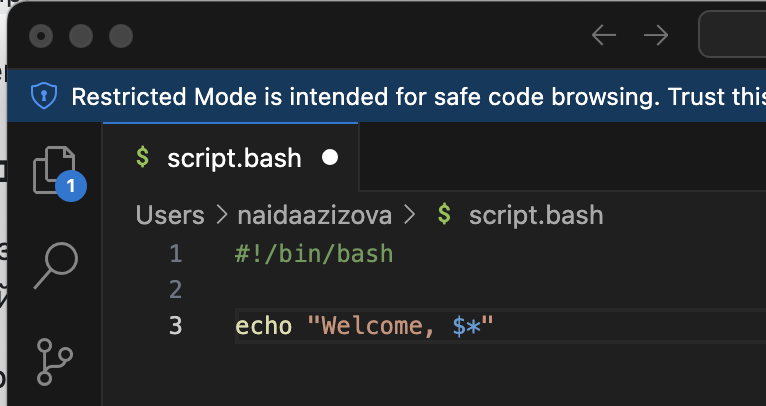 Restricted Mode is intended for safe code browsing. Trust this
1
$ script.bash
Users > naidaazizova > $ script.bash
1 #!/bin/bash
2
3 echo "Welcome, $*"